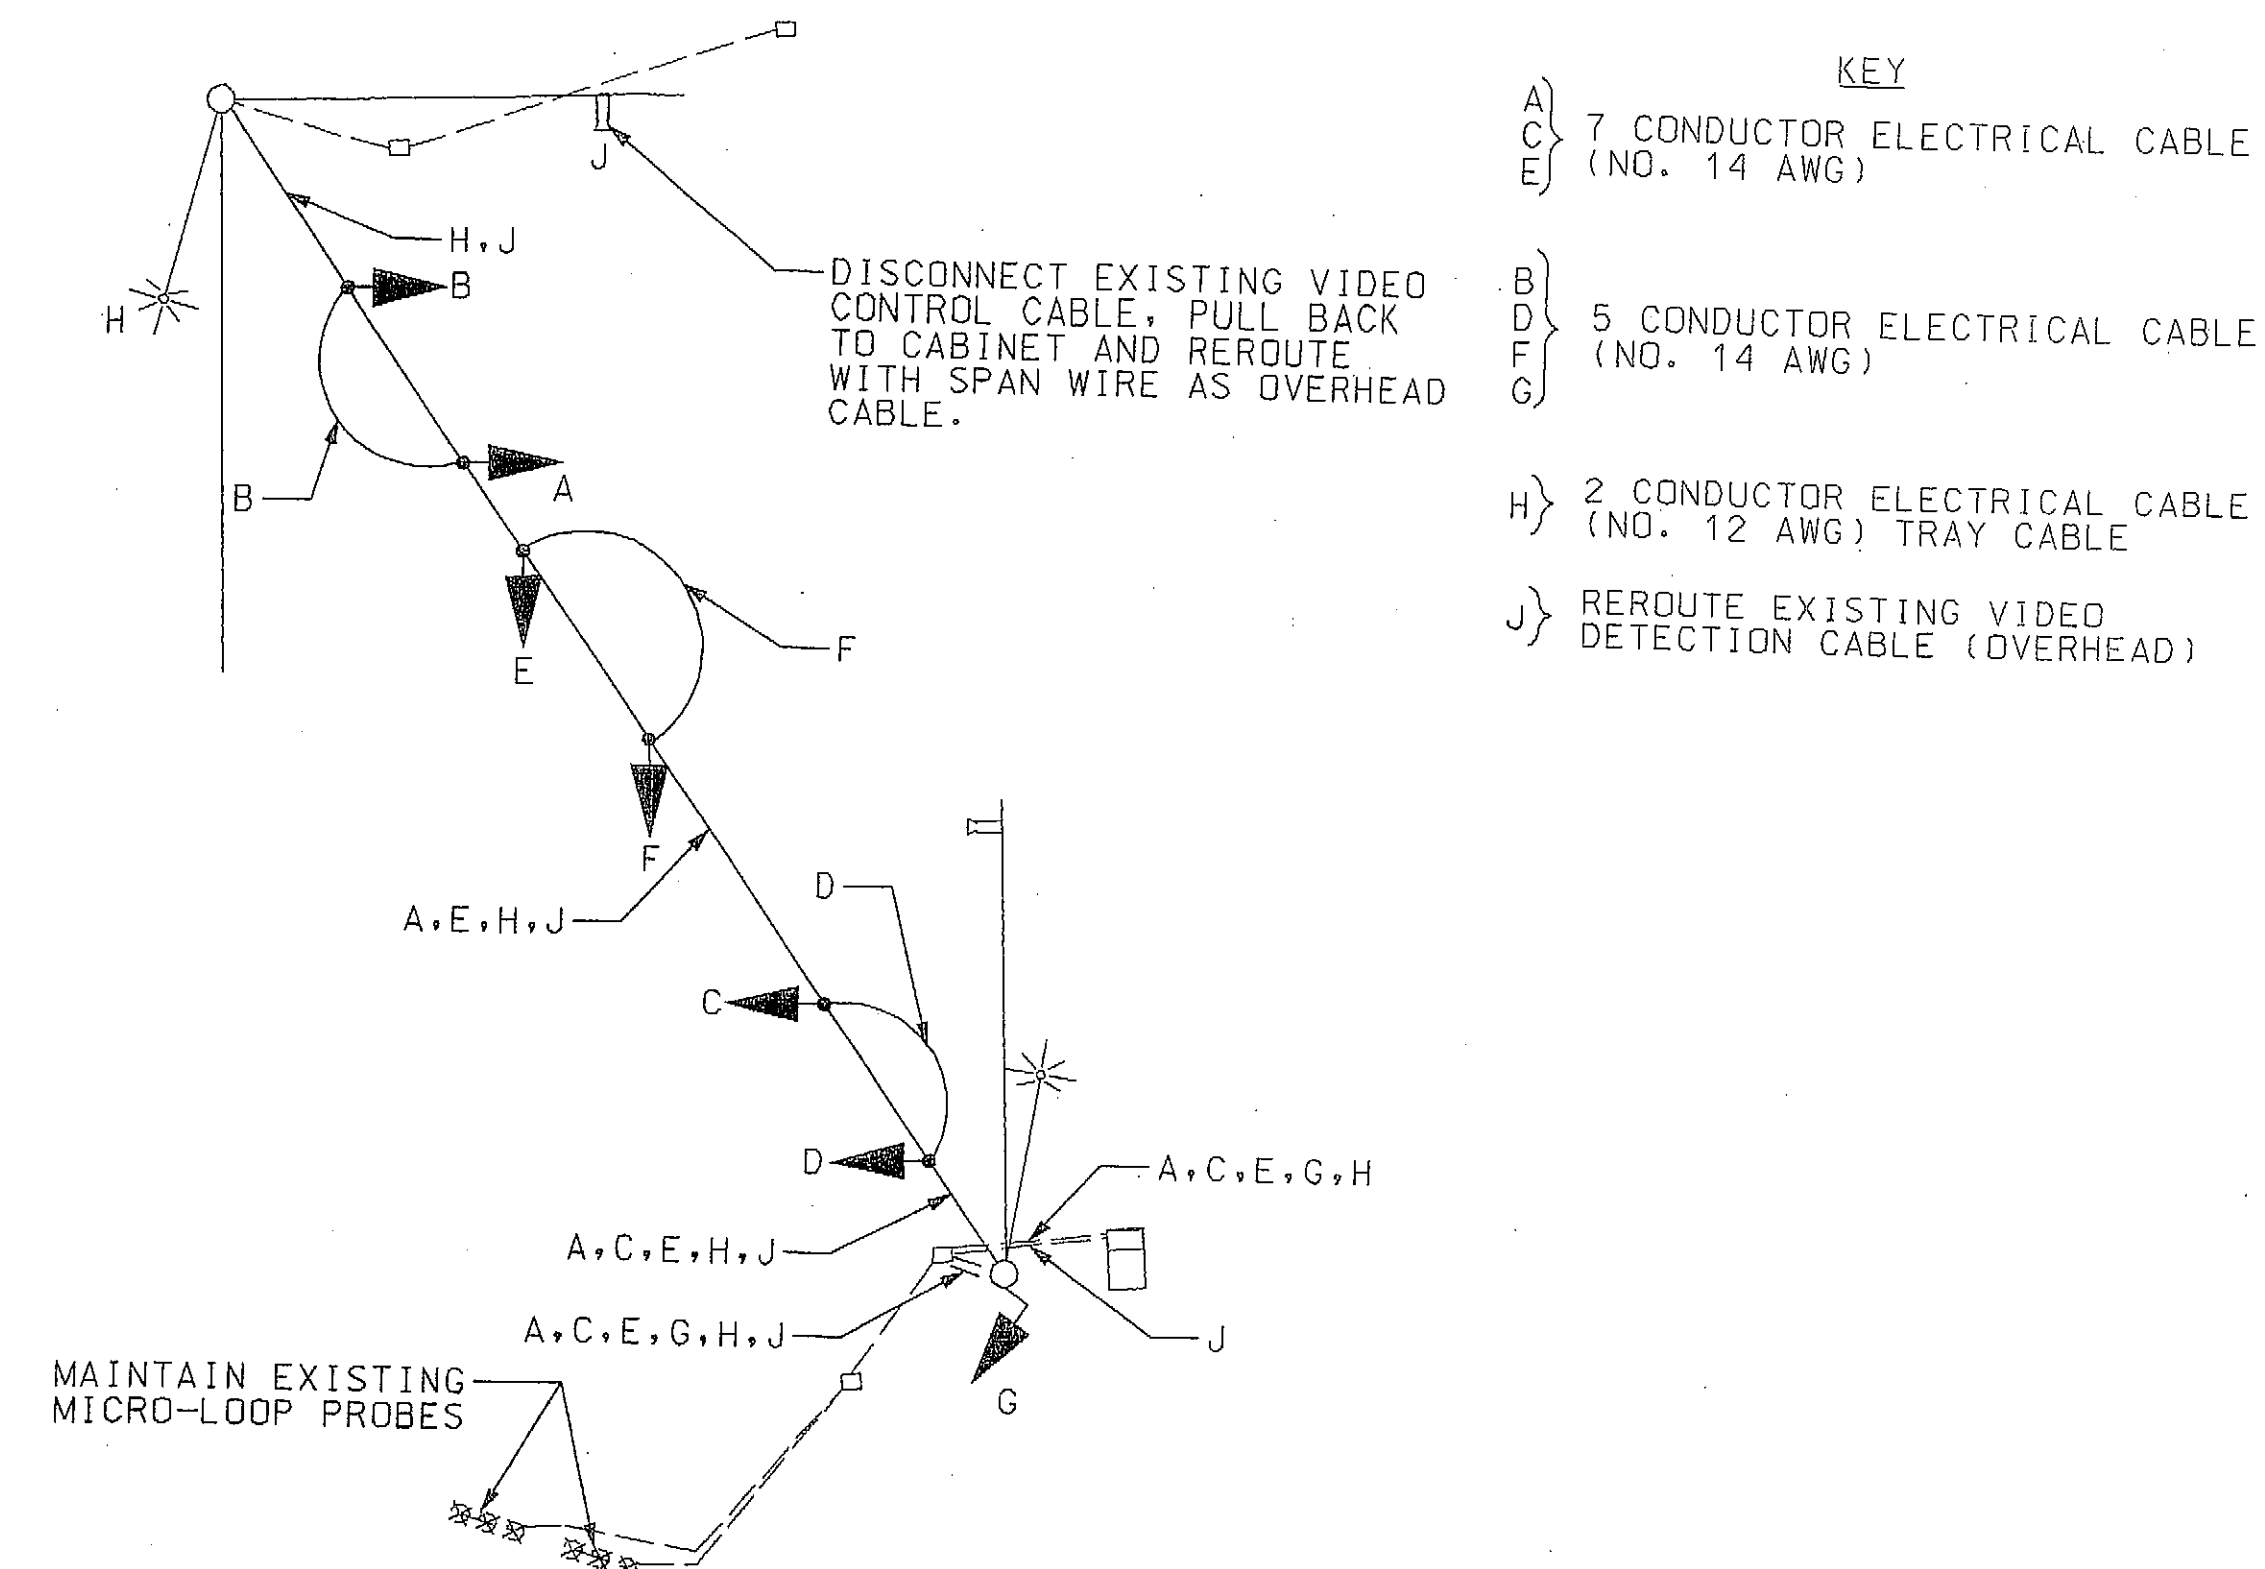 KEY
A
C
E
7 CONDUCTOR ELECTRICAL CABLE
(NO. 14 AWG)
B
D
F
G
5 CONDUCTOR ELECTRICAL CABLE
(NO. 14 AWG)
H
2 CONDUCTOR ELECTRICAL CABLE
(NO. 12 AWG) TRAY CABLE
J
REROUTE EXISTING VIDEO
DETECTION CABLE (OVERHEAD)
J
H,J
B
H
DISCONNECT EXISTING VIDEO
CONTROL CABLE, PULL BACK
TO CABINET AND REROUTE
WITH SPAN WIRE AS OVERHEAD
CABLE.
A
B
E
F
F
A,E,H,J
D
C
D
A,C,E,G,H
A,C,E,H,J
A,C,E,G,H,J
J
G
MAINTAIN EXISTING
MICRO-LOOP PROBES